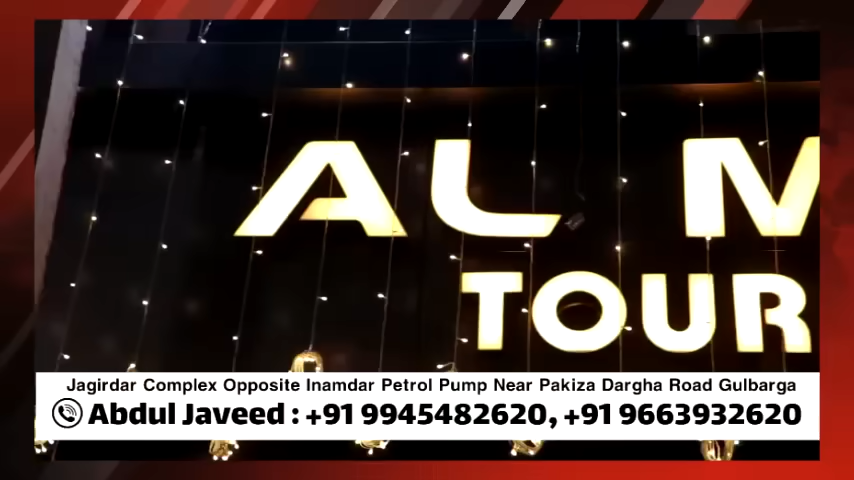 AL M
TOUR
Jagirdar Complex Opposite Inamdar Petrol Pump Near Pakiza Dargha Road Gulbarga
Abdul Javeed : +91 9945482620, +91 9663932620